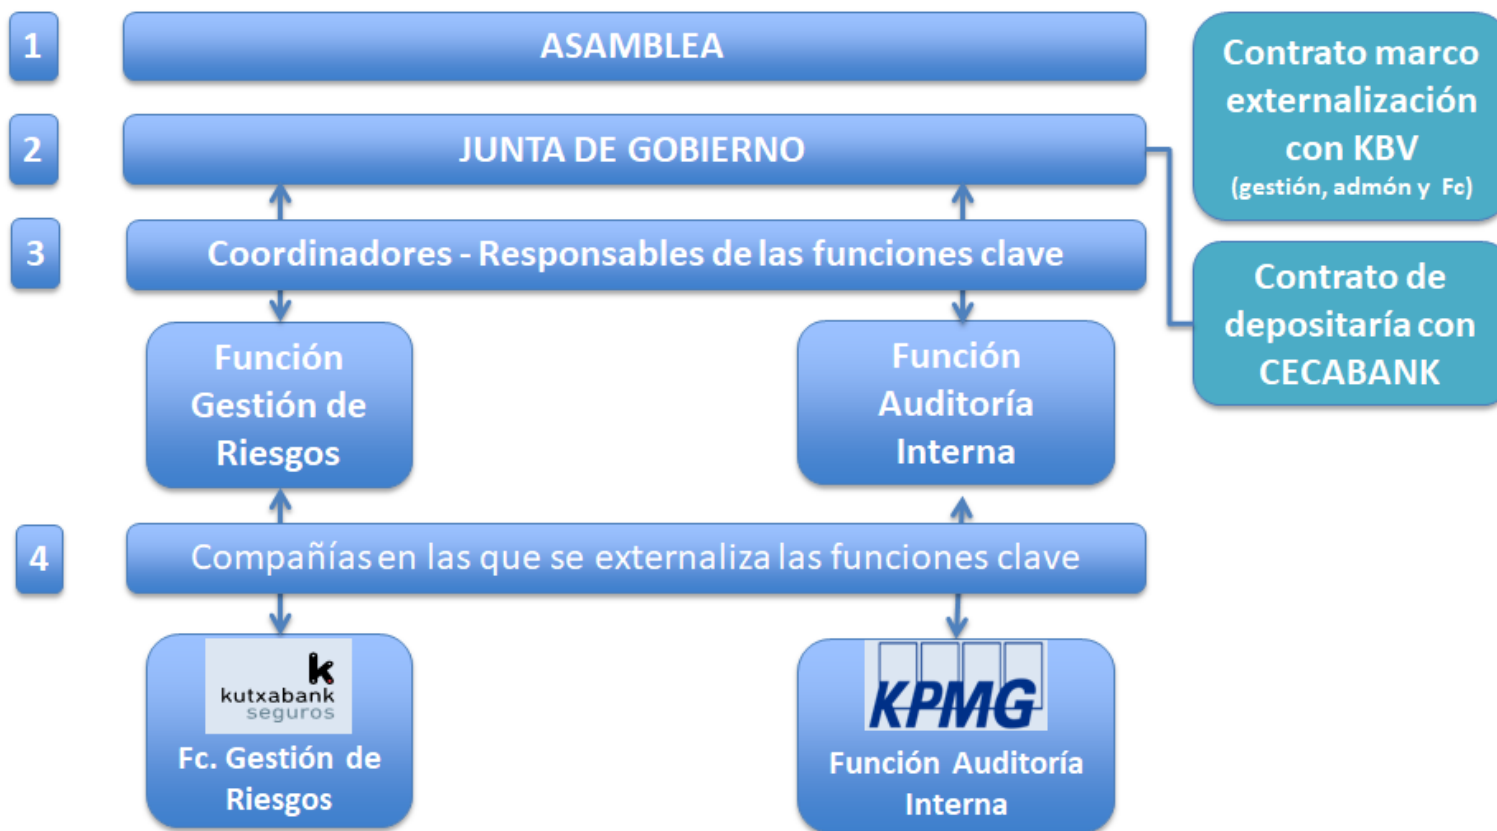 1
ASAMBLEA
2
JUNTA DE GOBIERNO
3
Coordinadores - Responsables de las funciones clave
Función
Gestión de
Riesgos
Función
Auditoría
Interna
4
Compañías en las que se externaliza las funciones clave
k
kutxabank
seguros
Fc. Gestión de
Riesgos
KPMG
Función Auditoría
Interna
Contrato marco
externalización
con KBV
(gestión, admón y Fc)
Contrato de
depositaría con
CECABANK